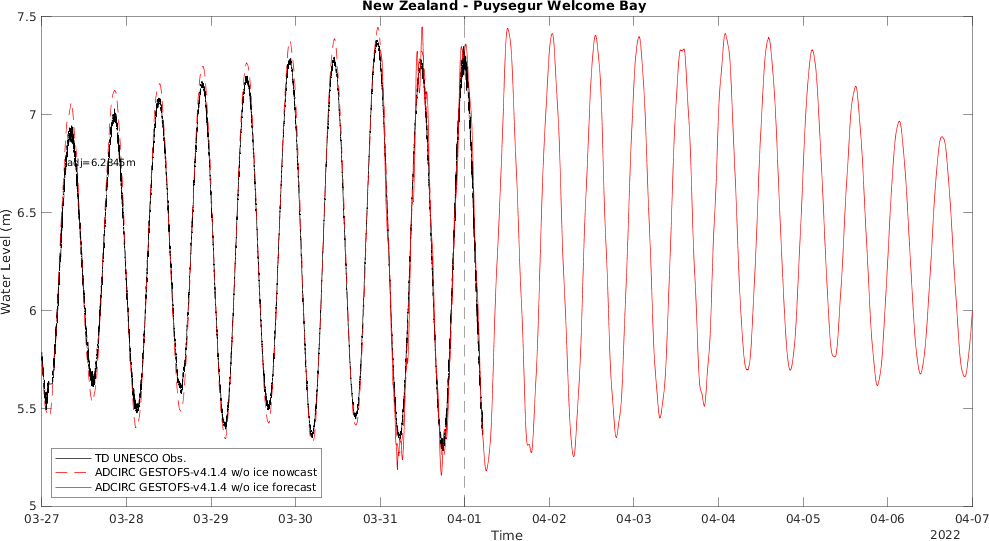 New Zealand - Puysegur Welcome Bay
7.5
7
6.5
6
5.5
5
Water Level (m)
adj=6.2845m
TD UNESCO Obs.
ADCIRC GESTOFS-v4.1.4 w/o ice nowcast
ADCIRC GESTOFS-v4.1.4 w/o ice forecast
03-27 03-28 03-29 03-30 03-31 04-01 04-02 04-03 04-04 04-05 04-06 04-07
Time
2022